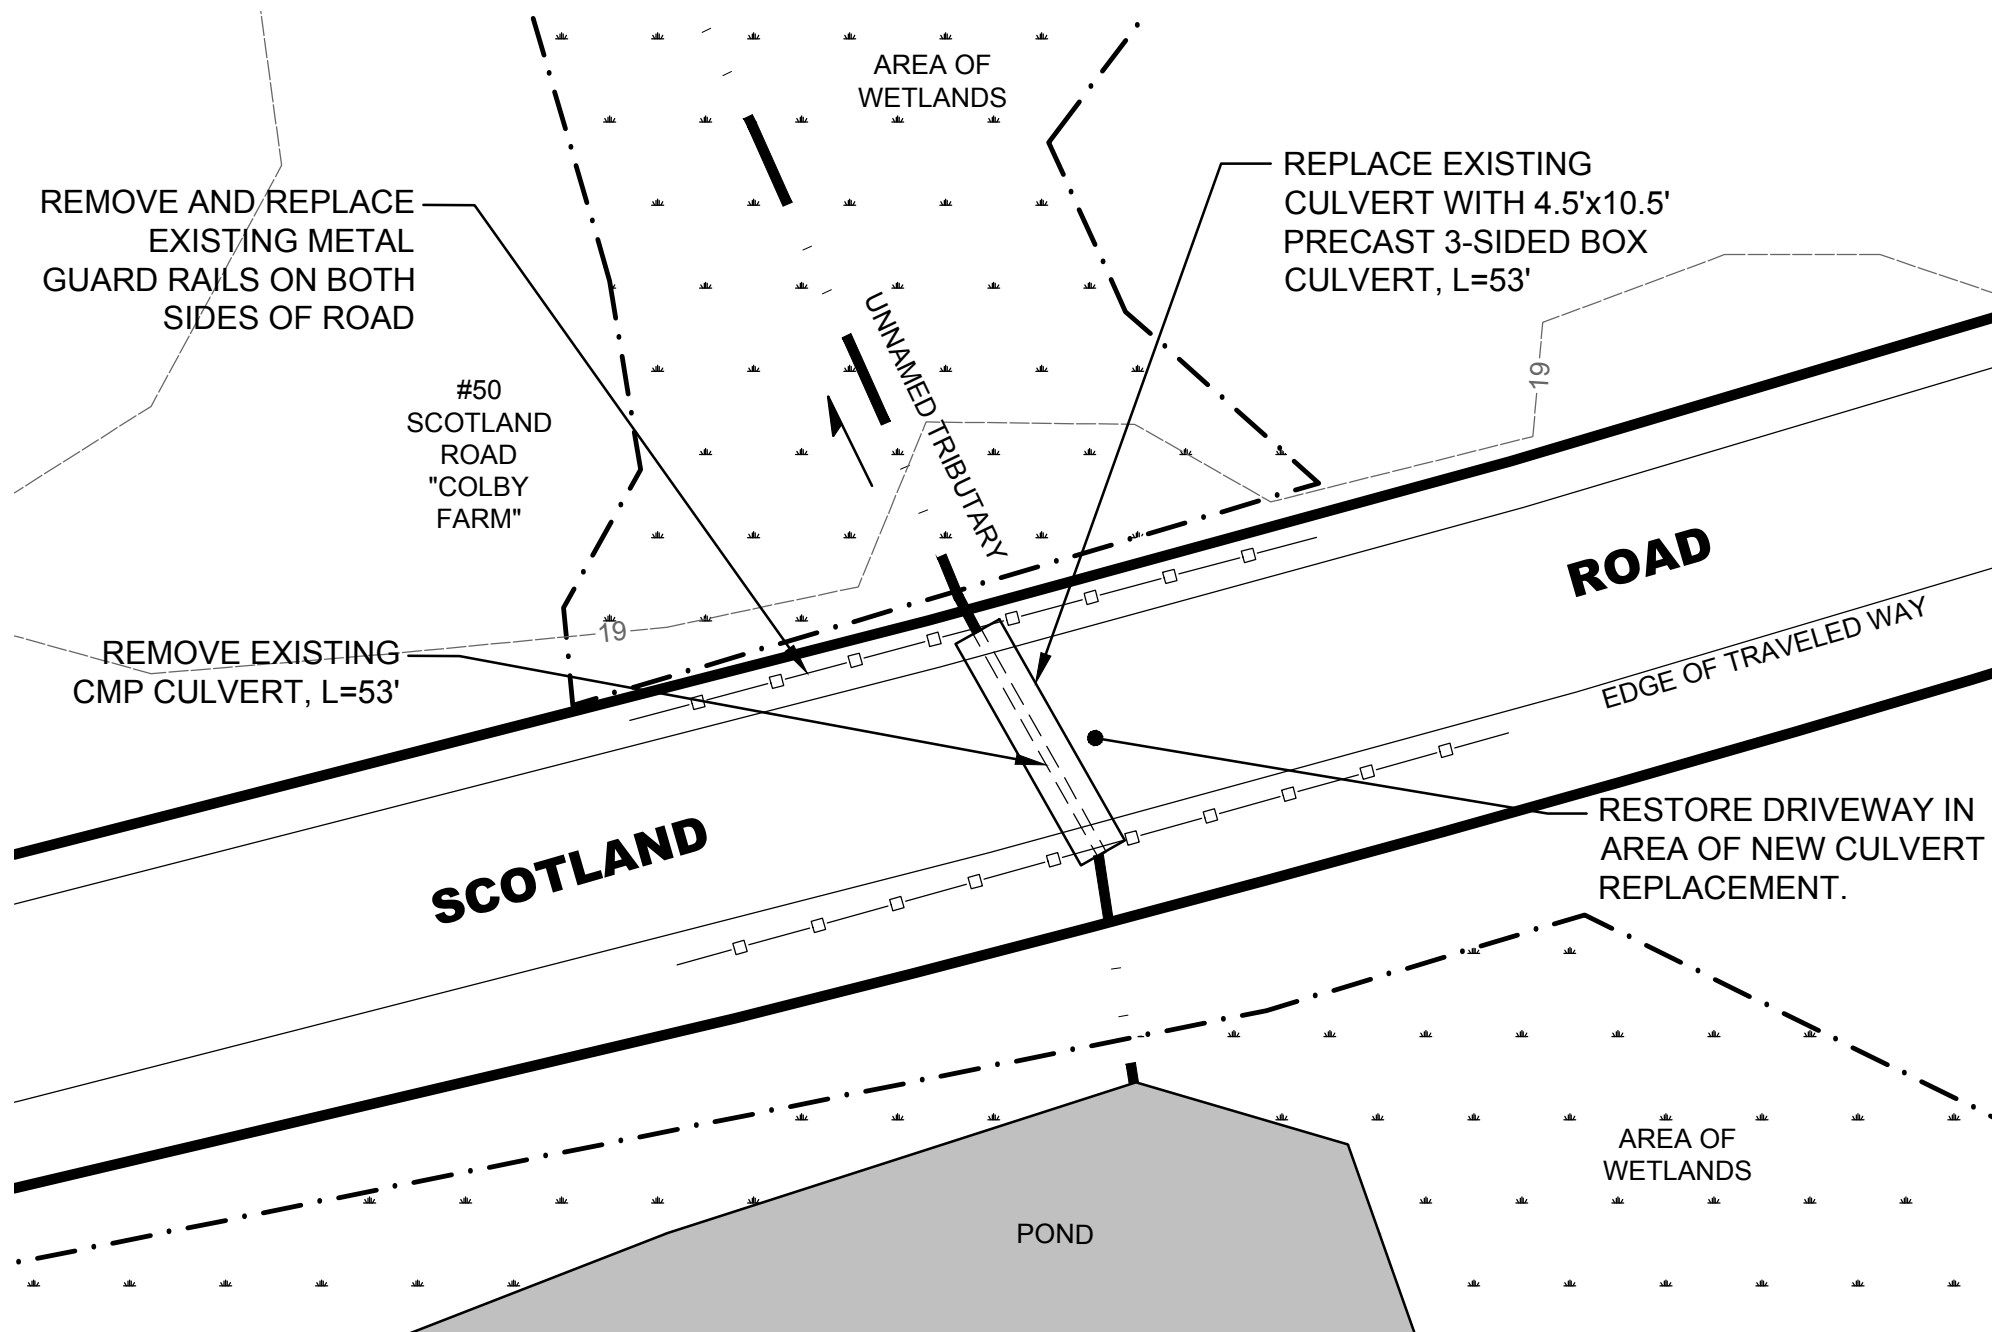 AREA OF
WETLANDS
REPLACE EXISTING
CULVERT WITH 4.5'x10.5'
PRECAST 3-SIDED BOX
CULVERT, L=53'
REMOVE AND REPLACE
EXISTING METAL
GUARD RAILS ON BOTH
SIDES OF ROAD
UNNAMED TRIBUTARY
#50
SCOTLAND
ROAD
"COLBY
FARM"
19
19
REMOVE EXISTING
CMP CULVERT, L=53'
SCOTLAND ROAD
EDGE OF TRAVELED WAY
RESTORE DRIVEWAY IN
AREA OF NEW CULVERT
REPLACEMENT.
AREA OF
WETLANDS
POND